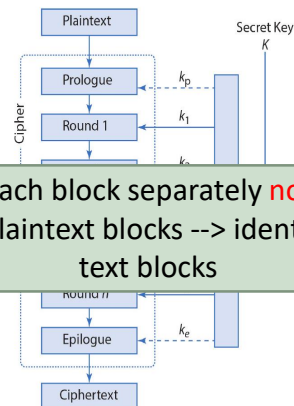 Plaintext
Secret Key
K
Prologue
kp
Cipher
Round 1
k1
ach block separately no
laintext blocks --> ident
text blocks
Round n
Epilogue
ke
Ciphertext